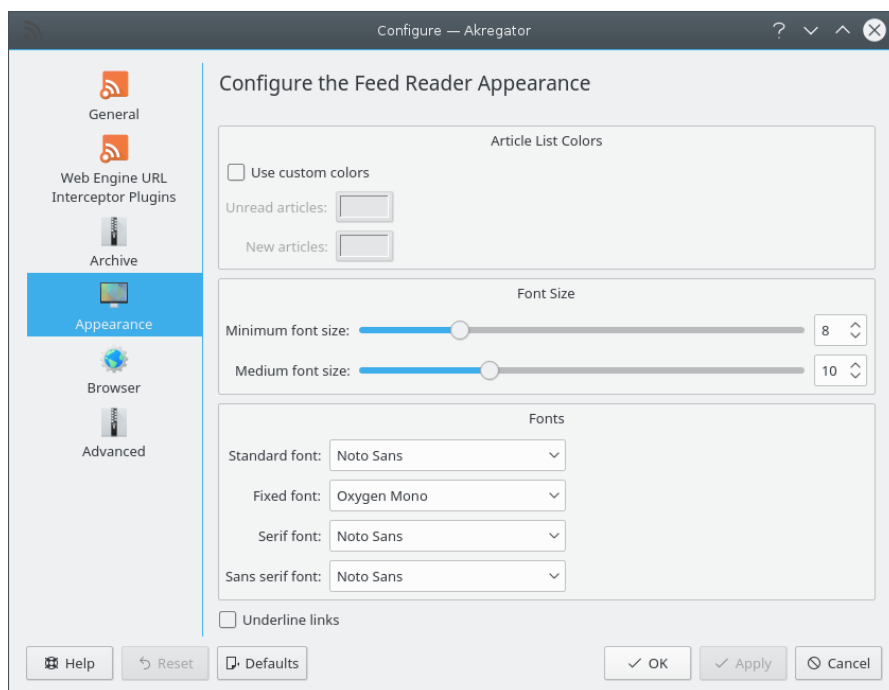 Configure — Akregator
General
Web Engine URL
Interceptor Plugins
Archive
Appearance
Browser
Advanced
Configure the Feed Reader Appearance
Article List Colors
Use custom colors
Unread articles:
New articles:
Font Size
Minimum font size: 8
Medium font size: 10
Fonts
Standard font: Noto Sans
Fixed font: Oxygen Mono
Serif font: Noto Sans
Sans serif font: Noto Sans
Underline links
Help Reset Defaults OK Apply Cancel